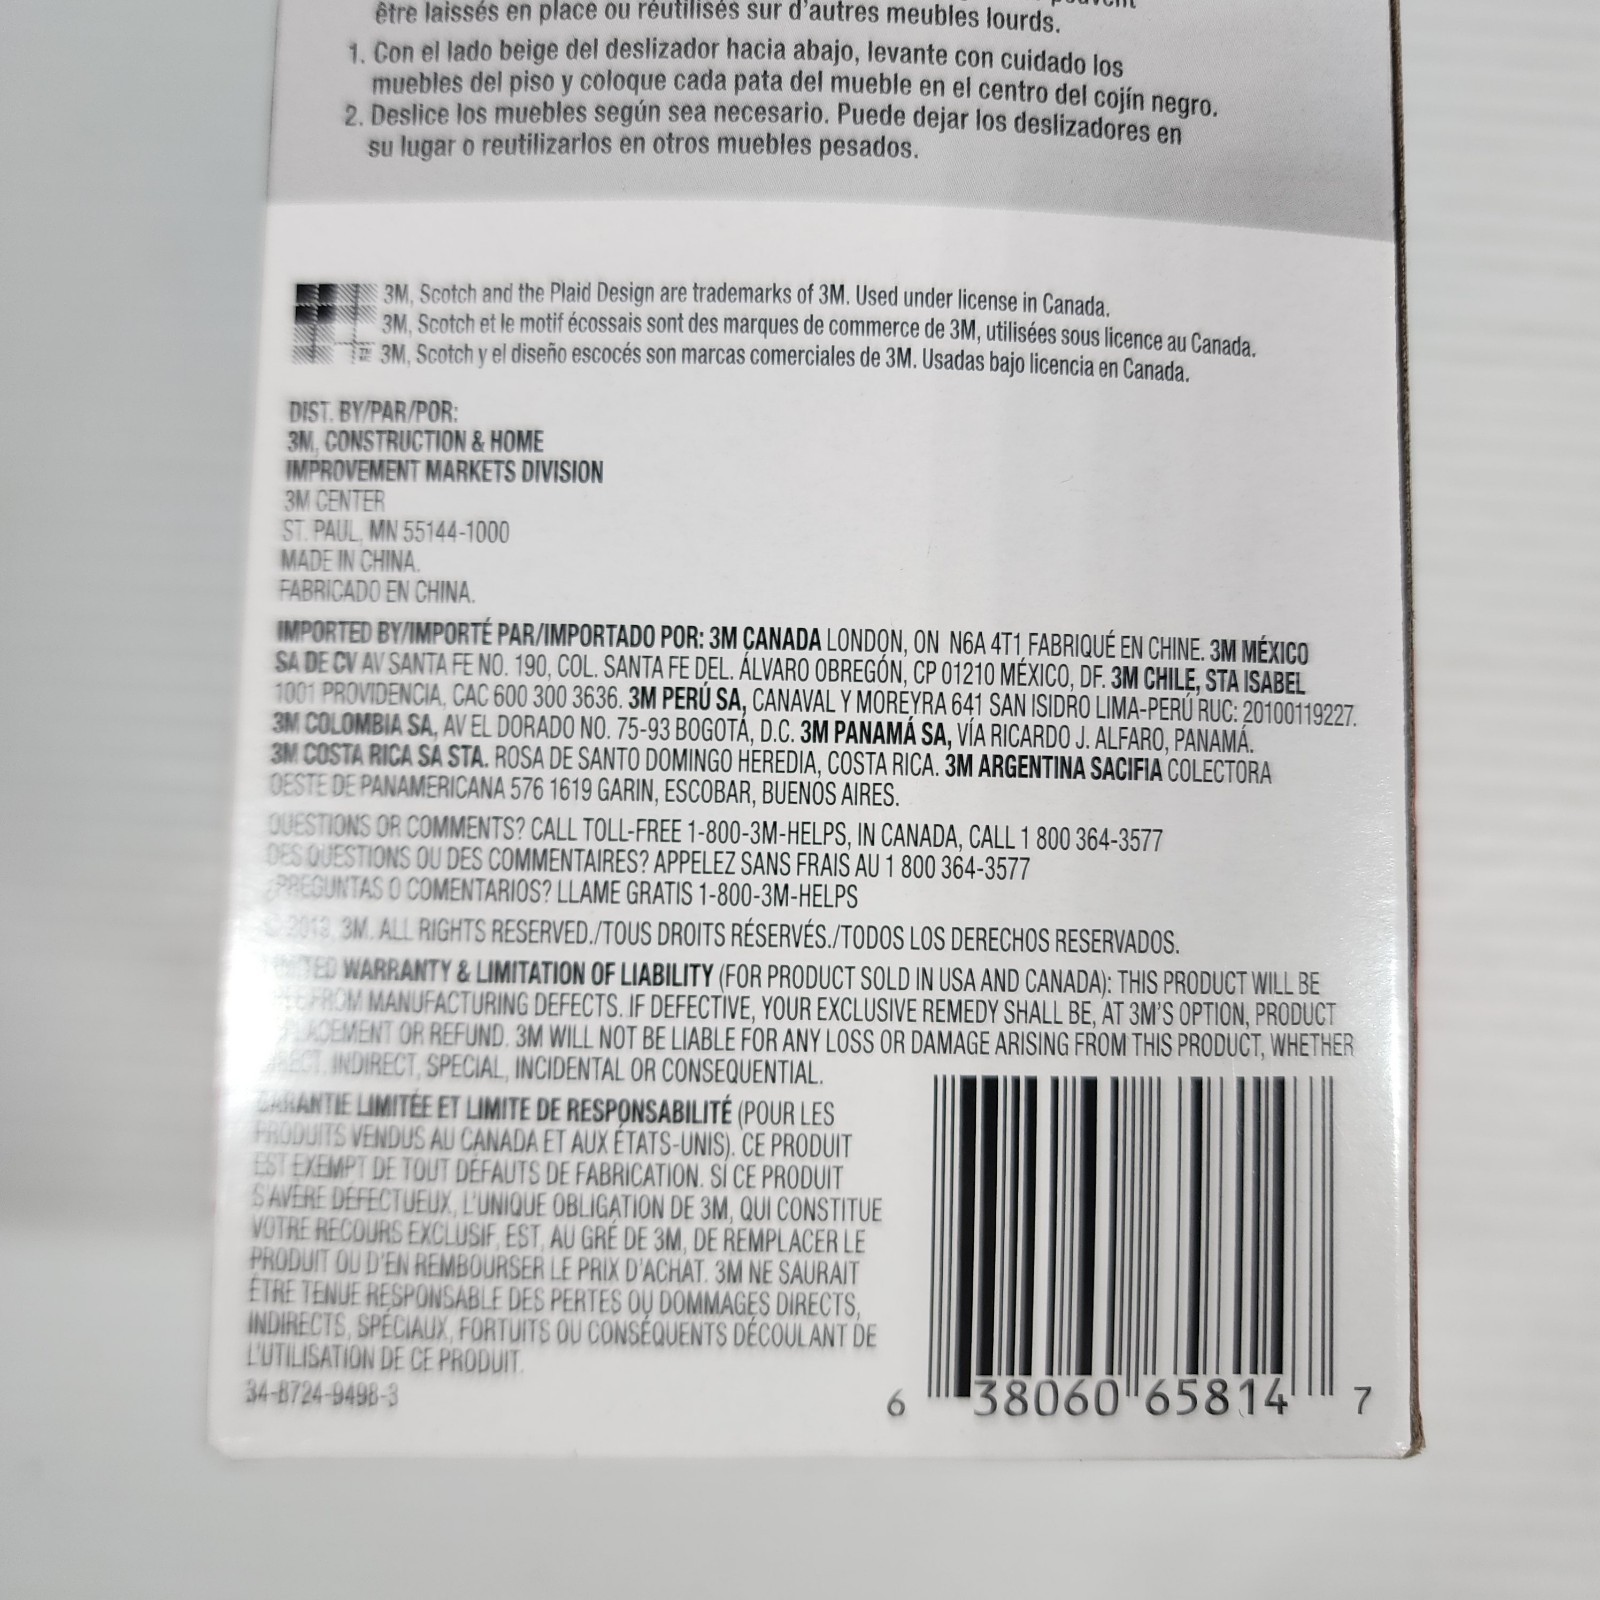 être laissés en place ou réutilisés sur d'autres meubles lourds.
1. Con el lado beige del deslizador hacia abajo, levante con cuidado los
muebles del piso y coloque cada pata del mueble en el centro del cojín negro.
2. Deslice los muebles según sea necesario. Puede dejar los deslizadores en
su lugar o reutilizarlos en otros muebles pesados.
3M, Scotch and the Plaid Design are trademarks of 3M. Used under license in Canada.
3M, Scotch et le motif écossais sont des marques de commerce de 3M, utilisées sous licence au Canada.
TM 3M, Scotch y el diseño escocés son marcas comerciales de 3M. Usadas bajo licencia en Canada.
DIST. BY/PAR/POR:
3M, CONSTRUCTION & HOME
IMPROVEMENT MARKETS DIVISION
3M CENTER
ST. PAUL, MN 55144-1000
MADE IN CHINA.
FABRICADO EN CHINA.
IMPORTED BY/IMPORTÉ PAR/IMPORTADO POR: 3M CANADA LONDON, ON N6A 4T1 FABRIQUÉ EN CHINE. 3M MÉXICO
SA DE CV AV SANTA FE NO. 190, COL. SANTA FE DEL. ÁLVARO OBREGÓN, CP 01210 MÉXICO, DF. 3M CHILE, STA ISABEL
1001 PROVIDENCIA, CAC 600 300 3636. 3M PERÚ SA, CANAVAL Y MOREYRA 641 SAN ISIDRO LIMA-PERÚ RUC: 20100119227.
3M COLOMBIA SA, AV EL DORADO NO. 75-93 BOGOTÁ, D.C. 3M PANAMÁ SA, VÍA RICARDO J. ALFARO, PANAMÁ.
3M COSTA RICA SA STA. ROSA DE SANTO DOMINGO HEREDIA, COSTA RICA. 3M ARGENTINA SACIFIA COLECTORA
OESTE DE PANAMERICANA 576 1619 GARIN, ESCOBAR, BUENOS AIRES.
QUESTIONS OR COMMENTS? CALL TOLL-FREE 1-800-3M-HELPS, IN CANADA, CALL 1 800 364-3577
DES QUESTIONS OU DES COMMENTAIRES? APPELEZ SANS FRAIS AU 1 800 364-3577
¿PREGUNTAS O COMENTARIOS? LLAME GRATIS 1-800-3M-HELPS
3M. ALL RIGHTS RESERVED./TOUS DROITS RÉSERVÉS./TODOS LOS DERECHOS RESERVADOS.
WARRANTY & LIMITATION OF LIABILITY (FOR PRODUCT SOLD IN USA AND CANADA): THIS PRODUCT WILL BE
FROM MANUFACTURING DEFECTS. IF DEFECTIVE, YOUR EXCLUSIVE REMEDY SHALL BE, AT 3M'S OPTION, PRODUCT
OR REFUND. 3M WILL NOT BE LIABLE FOR ANY LOSS OR DAMAGE ARISING FROM THIS PRODUCT, WHETHER
INDIRECT, SPECIAL, INCIDENTAL OR CONSEQUENTIAL.
GARANTIE LIMITÉE ET LIMITE DE RESPONSABILITÉ (POUR LES
PRODUITS VENDUS AU CANADA ET AUX ÉTATS-UNIS). CE PRODUIT
EST EXEMPT DE TOUT DÉFAUTS DE FABRICATION. SI CE PRODUIT
S'AVÈRE DÉFECTUEUX, L'UNIQUE OBLIGATION DE 3M, QUI CONSTITUE
VOTRE RECOURS EXCLUSIF, EST, AU GRÉ DE 3M, DE REMPLACER LE
PRODUIT OU D'EN REMBOURSER LE PRIX D'ACHAT. 3M NE SAURAIT
ÊTRE TENUE RESPONSABLE DES PERTES OU DOMMAGES DIRECTS,
INDIRECTS, SPÉCIAUX, FORTUITS OU CONSÉQUENTS DÉCOULANT DE
L'UTILISATION DE CE PRODUIT.
34-8724-9498-3
6 38060 65814 7